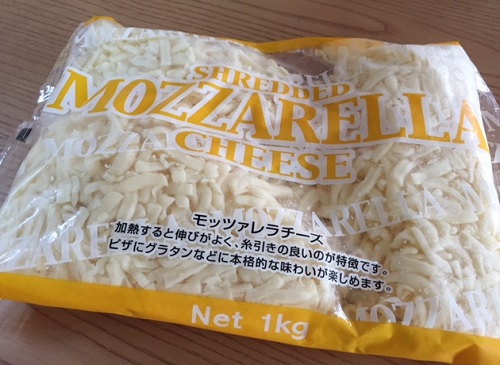 SHREDDED
MOZZARELLA
CHEESE
MOZZARELLA
モッツァレラチーズ
加熱すると伸びがよく、糸引きの良いのが特徴です。
ピザにグラタンなどに本格的な味わいが楽しめます。
Net 1kg